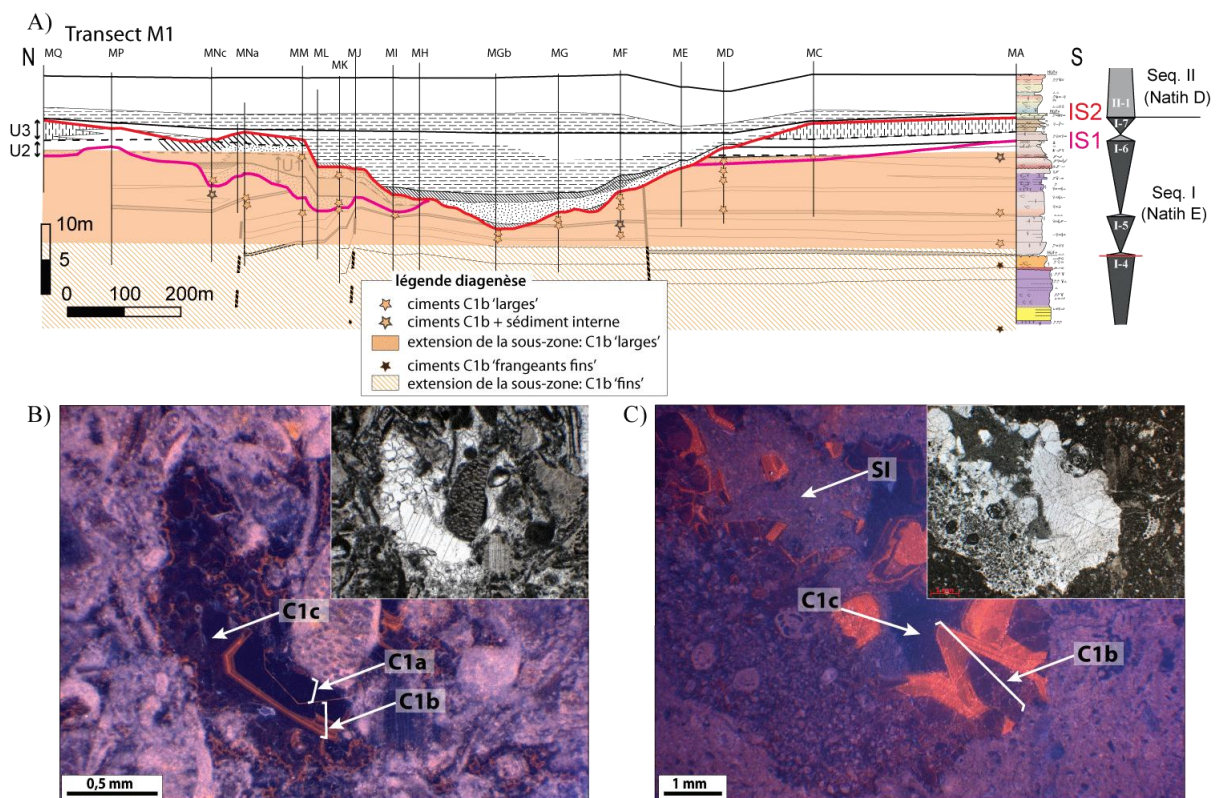 A)
Transect M1
N
MQ MP MNc MNa MM ML MK MJ MI MH MGb MG MF ME MD MC MA
S
Seq. II
(Natih D)
II-1
IS2
I-7
IS1
U3
U2
U1
I-6
Seq. I
(Natih E)
I-5
I-4
10m
5
0 100 200m
légende diagenèse
ciments C1b ‘larges’
ciments C1b + sédiment interne
extension de la sous-zone: C1b ‘larges’
ciments C1b ‘frangeants fins’
extension de la sous-zone: C1b ‘fins’
B)
C1c
C1a
C1b
0,5 mm
C)
SI
C1c
C1b
1 mm